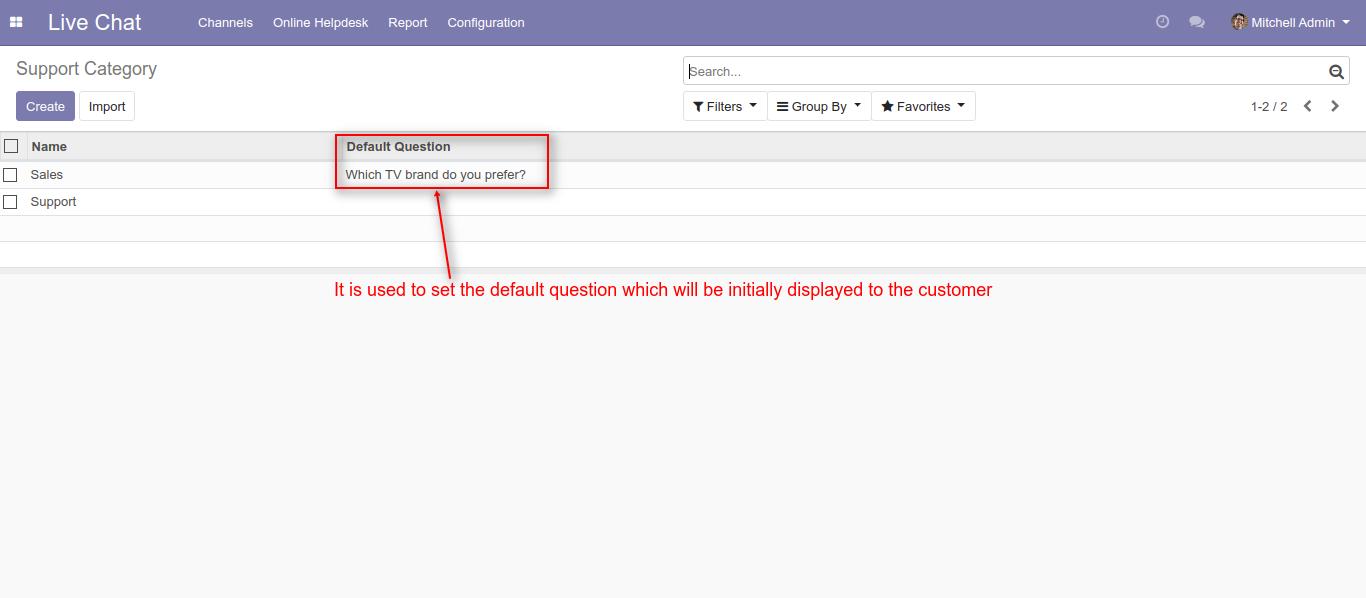 Live Chat Channels Online Helpdesk Report Configuration Mitchell Admin
Support Category
Search...
Create Import Filters Group By Favorites 1-2 / 2
Name Default Question
Sales Which TV brand do you prefer?
Support
It is used to set the default question which will be initially displayed to the customer